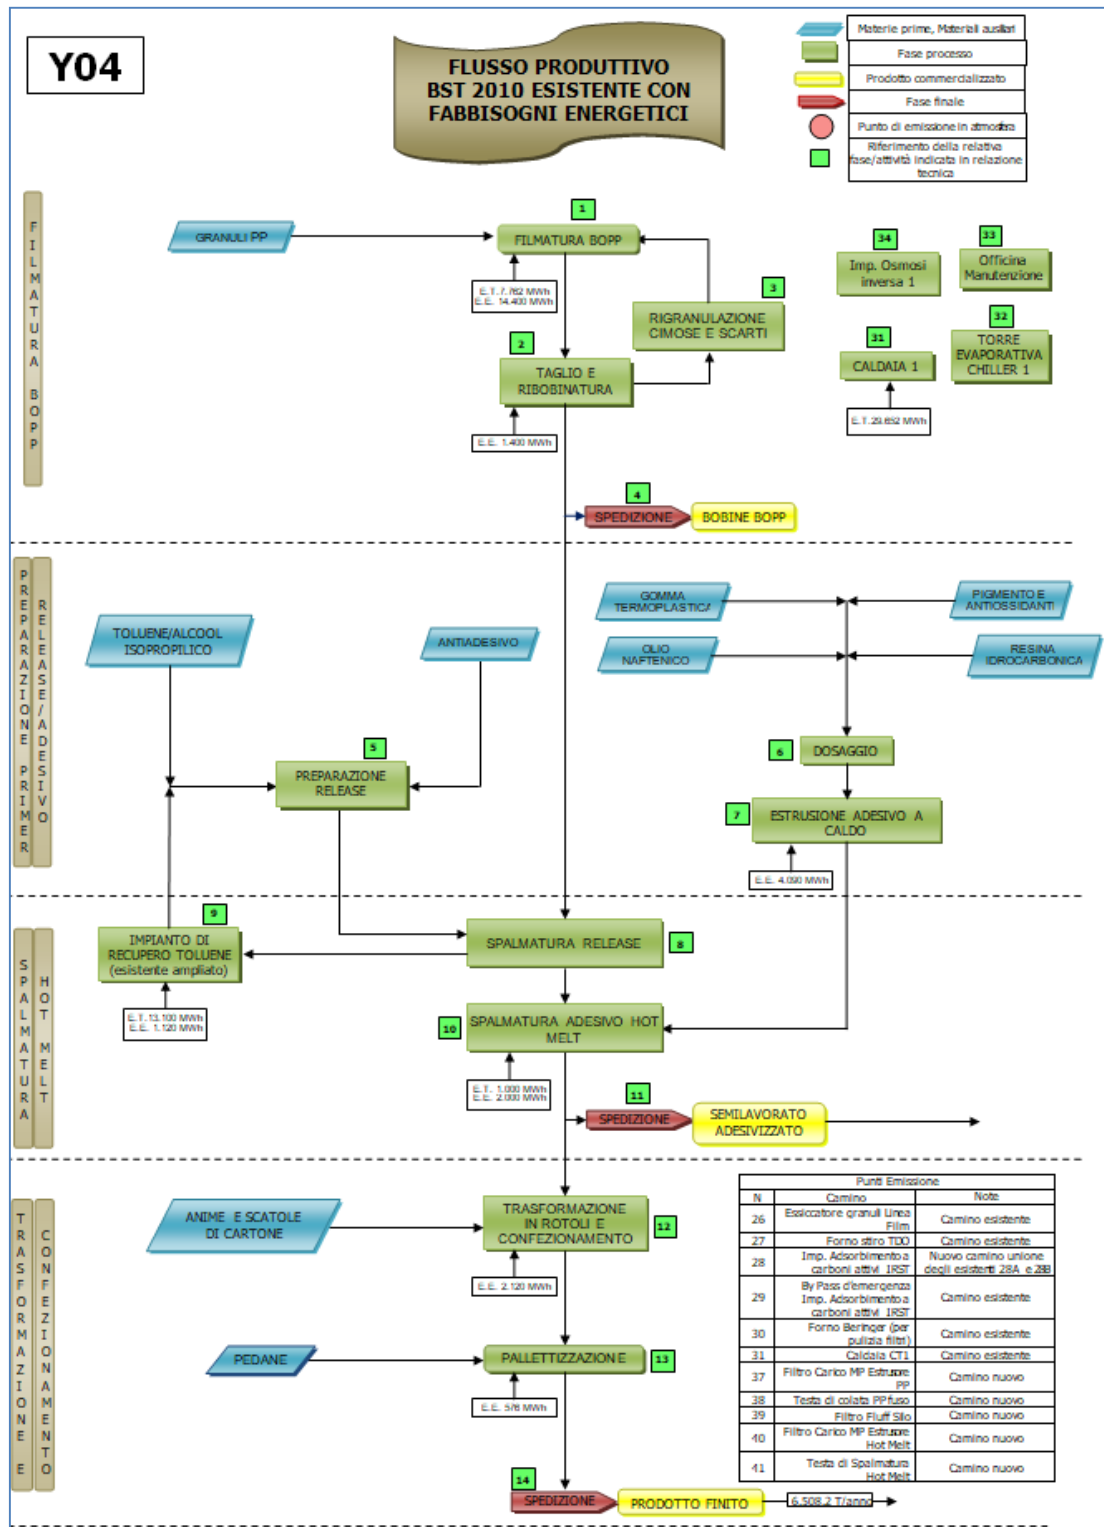 Y04
FLUSSO PRODUTTIVO
BST 2010 ESISTENTE CON
FABBISOGNI ENERGETICI
Materie prime, Materiali ausiliari
Fase processo
Prodotto commercializzato
Fase finale
Punto di emissione in atmosfera
Riferimento della relativa
fase/attività indicata in relazione
tecnica
FILMATURA BOPP
GRANULI PP
1
FILMATURA BOPP
E.T. 7.762 MWh
E.E. 14.400 MWh
3
RIGRANULAZIONE
CIMOSE E SCARTI
2
TAGLIO E
RIBOBINATURA
E.E. 1.400 MWh
34
Imp. Osmosi
inversa 1
33
Officina
Manutenzione
31
CALDAIA 1
E.T. 29.652 MWh
32
TORRE
EVAPORATIVA
CHILLER 1
4
SPEDIZIONE
BOBINE BOPP
PREPARAZIONE PRIMER
RELEASE/ADESIVO
TOLUENE/ALCOOL
ISOPROPILICO
ANTIADESIVO
GOMMA
TERMOPLASTICA
PIGMENTO E
ANTIOSSIDANTI
OLIO
NAFTENICO
RESINA
IDROCARBONICA
5
PREPARAZIONE
RELEASE
6
DOSAGGIO
7
ESTRUSIONE ADESIVO A
CALDO
E.E. 4.090 MWh
SPALMATURA
HOT MELT
9
IMPIANTO DI
RECUPERO TOLUENE
(esistente ampliato)
E.T. 13.100 MWh
E.E. 1.120 MWh
SPALMATURA RELEASE
8
10
SPALMATURA ADESIVO HOT
MELT
E.T. 1.000 MWh
E.E. 2.000 MWh
11
SPEDIZIONE
SEMILAVORATO
ADESIVIZZATO
TRASFORMAZIONE E
CONFEZIONAMENTO
ANIME E SCATOLE
DI CARTONE
TRASFORMAZIONE
IN ROTOLI E
CONFEZIONAMENTO
12
E.E. 2.120 MWh
PEDANE
PALLETTIZZAZIONE
13
E.E. 576 MWh
14
SPEDIZIONE
PRODOTTO FINITO
6.508,2 T/anno
Punti Emissione
N Camino Note
26 Essiccatore granuli Linea
Film Camino esistente
27 Forno stiro TDO Camino esistente
28 Imp. Adsorbimento a
carboni attivi IRST Nuovo camino unione
degli esistenti 28A e 28B
29 By Pass d'emergenza
Imp. Adsorbimento a
carboni attivi IRST Camino esistente
30 Forno Beringer (per
pulizia filtri) Camino esistente
31 Caldaia CT1 Camino esistente
37 Filtro Carico MP Estrusore
PP Camino nuovo
38 Testa di colata PP fuso Camino nuovo
39 Filtro Fluff Silo Camino nuovo
40 Filtro Carico MP Estrusore
Hot Melt Camino nuovo
41 Testa di Spalmatura
Hot Melt Camino nuovo